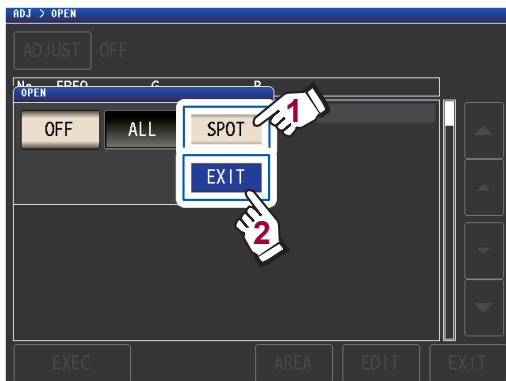 ADJ > OPEN
ADJUST OFF
No. FREQ G B
OPEN
OFF ALL SPOT
1
EXIT
2
EXEC AREA EDIT EXIT